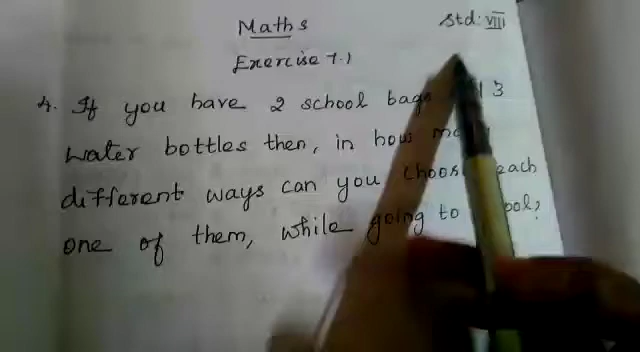 Maths
Std: VIII
Exercise 7.1
4. If you have 2 school bags 3
water bottles then, in how
different ways can you choose each
one of them, while going to